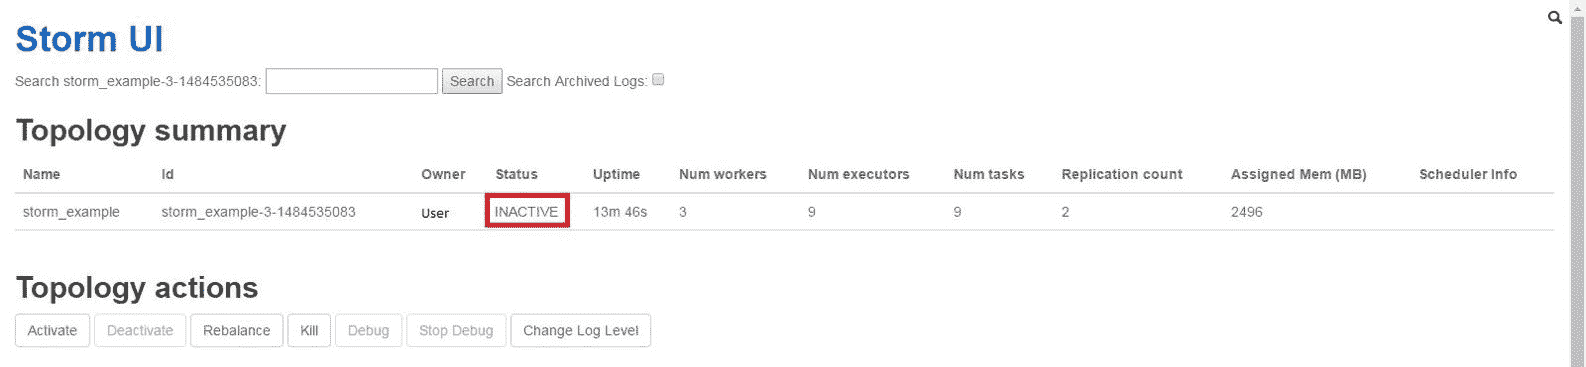 Storm UI
Search storm_example-3-1484535083: Search Search Archived Logs:
Topology summary
Name Id Owner Status Uptime Num workers Num executors Num tasks Replication count Assigned Mem (MB) Scheduler Info
storm_example storm_example-3-1484535083 User INACTIVE 13m 46s 3 9 9 2 2496
Topology actions
Activate Deactivate Rebalance Kill Debug Stop Debug Change Log Level